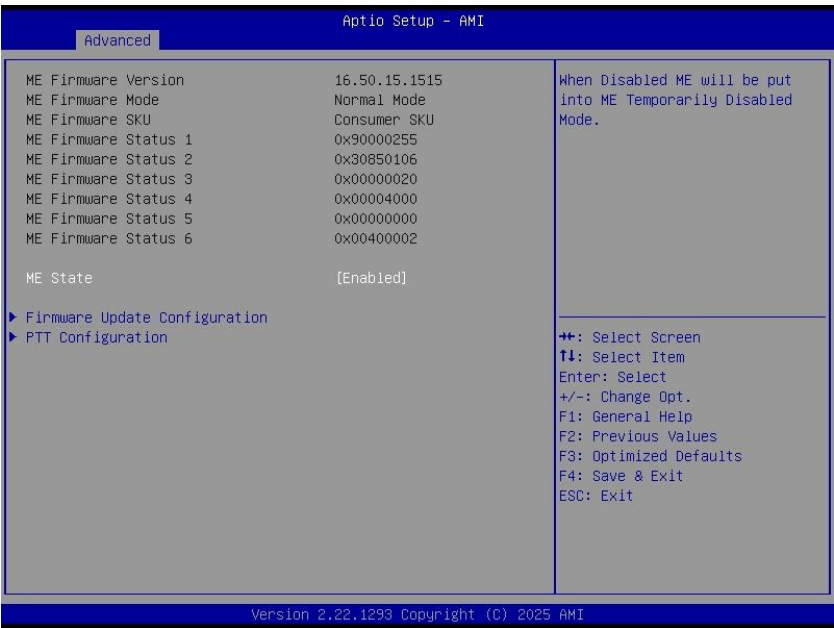 Aptio Setup – AMI
Advanced
ME Firmware Version 16.50.15.1515
ME Firmware Mode Normal Mode
ME Firmware SKU Consumer SKU
ME Firmware Status 1 0x90000255
ME Firmware Status 2 0x30850106
ME Firmware Status 3 0x00000020
ME Firmware Status 4 0x00004000
ME Firmware Status 5 0x00000000
ME Firmware Status 6 0x00400002
ME State [Enabled]
▶ Firmware Update Configuration
▶ PTT Configuration
When Disabled ME will be put
into ME Temporarily Disabled
Mode.
→←: Select Screen
↑↓: Select Item
Enter: Select
+/-: Change Opt.
F1: General Help
F2: Previous Values
F3: Optimized Defaults
F4: Save & Exit
ESC: Exit
Version 2.22.1293 Copyright (C) 2025 AMI